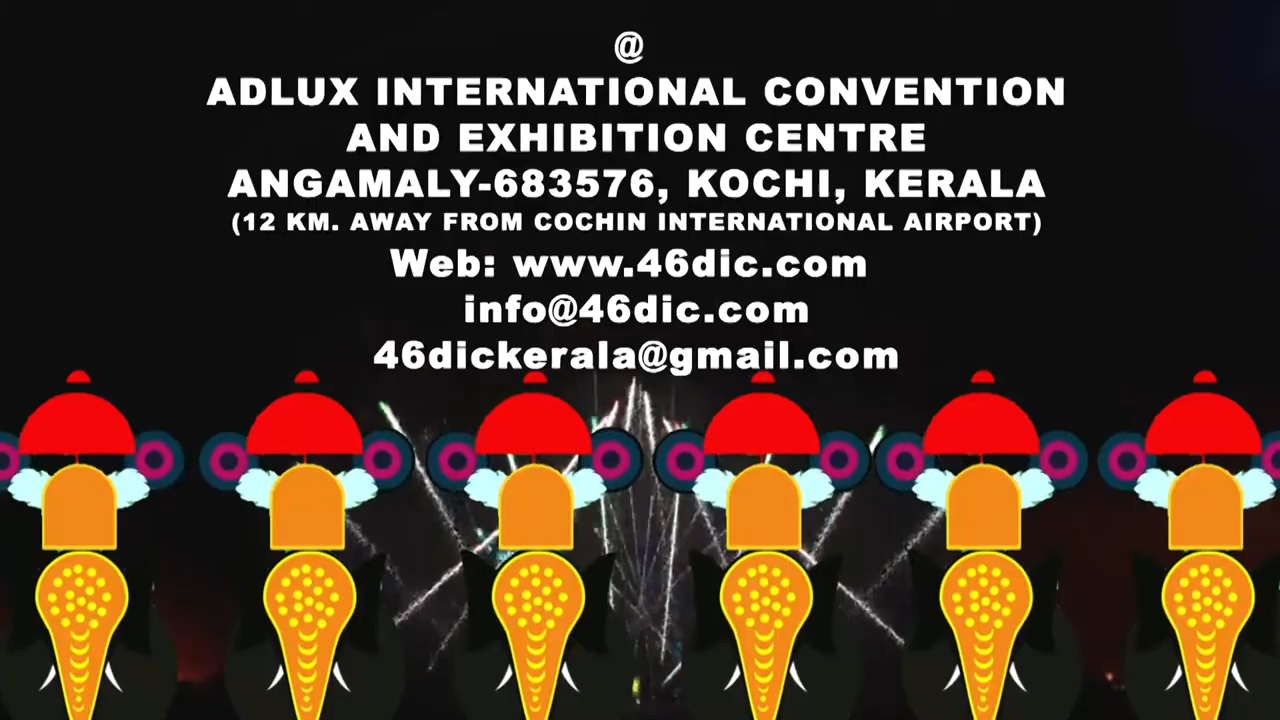 @
ADLUX INTERNATIONAL CONVENTION
AND EXHIBITION CENTRE
ANGAMALY-683576, KOCHI, KERALA
(12 KM. AWAY FROM COCHIN INTERNATIONAL AIRPORT)
Web: www.46dic.com
info@46dic.com
46dickerala@gmail.com